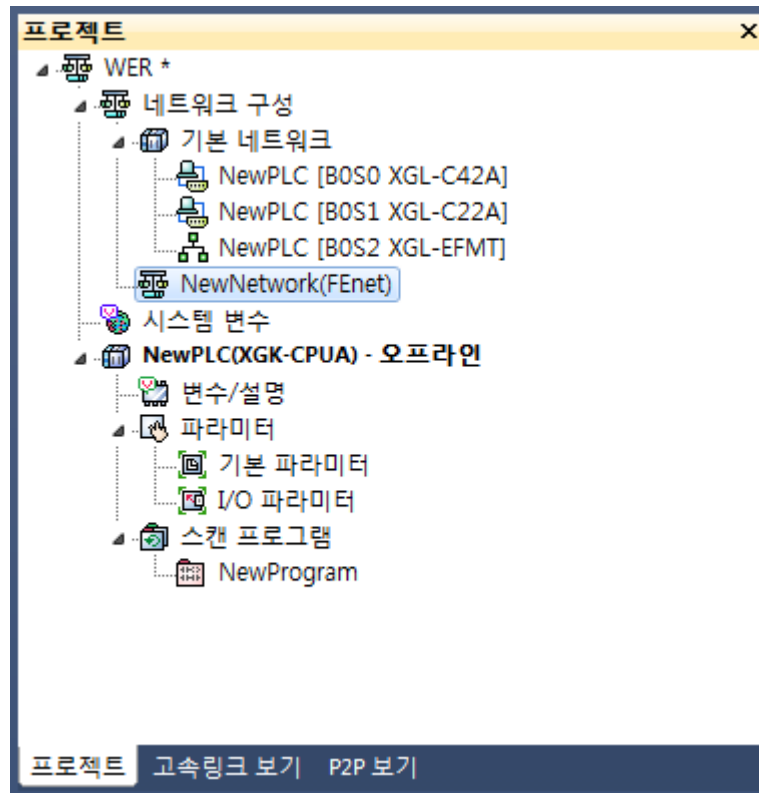 프로젝트
WER *
네트워크 구성
기본 네트워크
NewPLC [B0S0 XGL-C42A]
NewPLC [B0S1 XGL-C22A]
NewPLC [B0S2 XGL-EFMT]
NewNetwork(FEnet)
시스템 변수
NewPLC(XGK-CPUA) - 오프라인
변수/설명
파라미터
기본 파라미터
I/O 파라미터
스캔 프로그램
NewProgram
프로젝트 고속링크 보기 P2P 보기